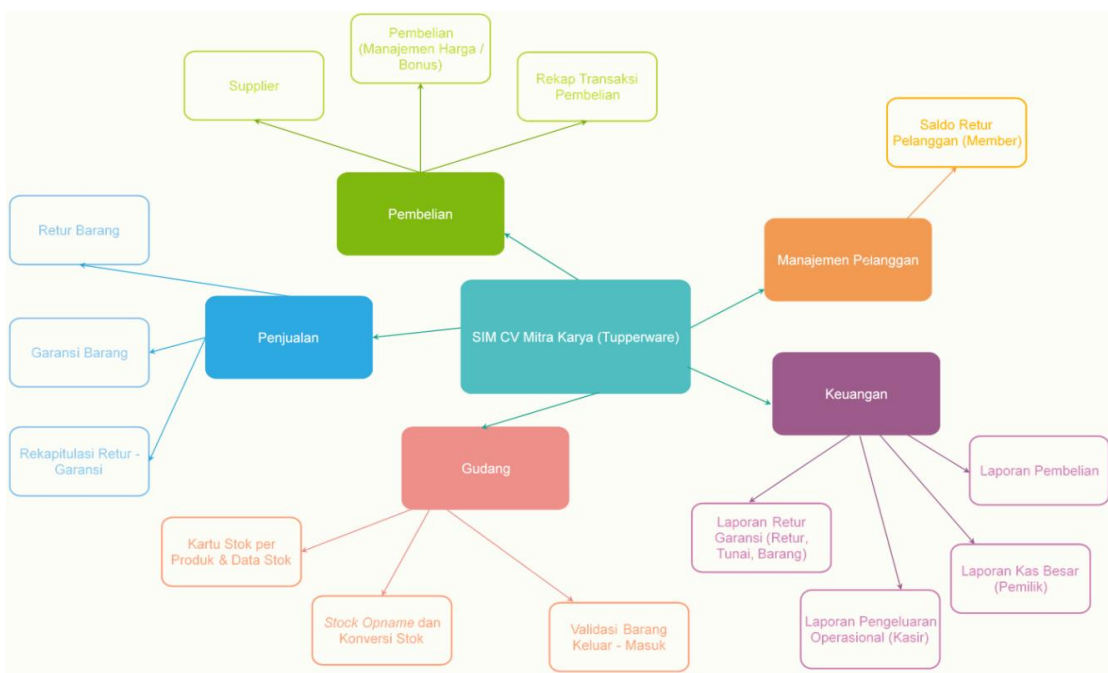 Pembelian
(Manajemen Harga /
Bonus)
Supplier
Rekap Transaksi
Pembelian
Saldo Retur
Pelanggan (Member)
Pembelian
Retur Barang
Manajemen Pelanggan
Penjualan
SIM CV Mitra Karya (Tupperware)
Garansi Barang
Keuangan
Rekapitulasi Retur -
Garansi
Gudang
Laporan Pembelian
Kartu Stok per
Produk & Data Stok
Laporan Retur
Garansi (Retur,
Tunai, Barang)
Laporan Kas Besar
(Pemilik)
Stock Opname dan
Konversi Stok
Validasi Barang
Keluar - Masuk
Laporan Pengeluaran
Operasional (Kasir)